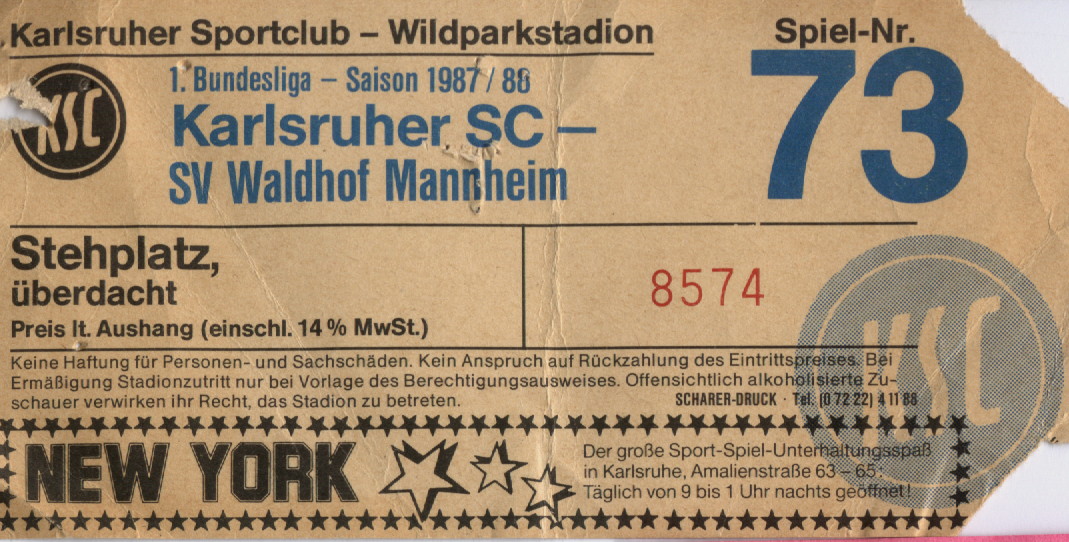 Karlsruher Sportclub – Wildparkstadion
Spiel-Nr.
73
KSC
1. Bundesliga – Saison 1987/88
Karlsruher SC –
SV Waldhof Mannheim
Stehplatz,
überdacht
Preis lt. Aushang (einschl. 14 % MwSt.)
8574
KSC
Keine Haftung für Personen- und Sachschäden. Kein Anspruch auf Rückzahlung des Eintrittspreises. Bei
Ermäßigung Stadionzutritt nur bei Vorlage des Berechtigungsausweises. Offensichtlich alkoholisierte Zu-
schauer verwirken ihr Recht, das Stadion zu betreten.
SCHARER-DRUCK · Tel. (0 72 22) 4 11 88
NEW YORK
Der große Sport-Spiel-Unterhaltungsspaß
in Karlsruhe, Amalienstraße 63 – 65.
Täglich von 9 bis 1 Uhr nachts geöffnet!